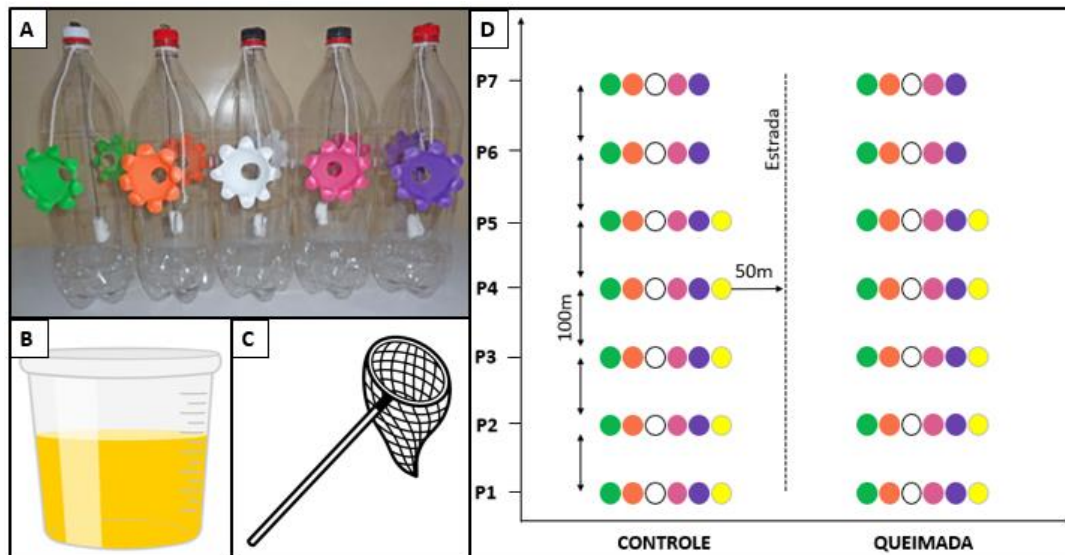 A
B
C
D
P7
P6
P5
P4
P3
P2
P1
100m
50m
Estrada
CONTROLE
QUEIMADA